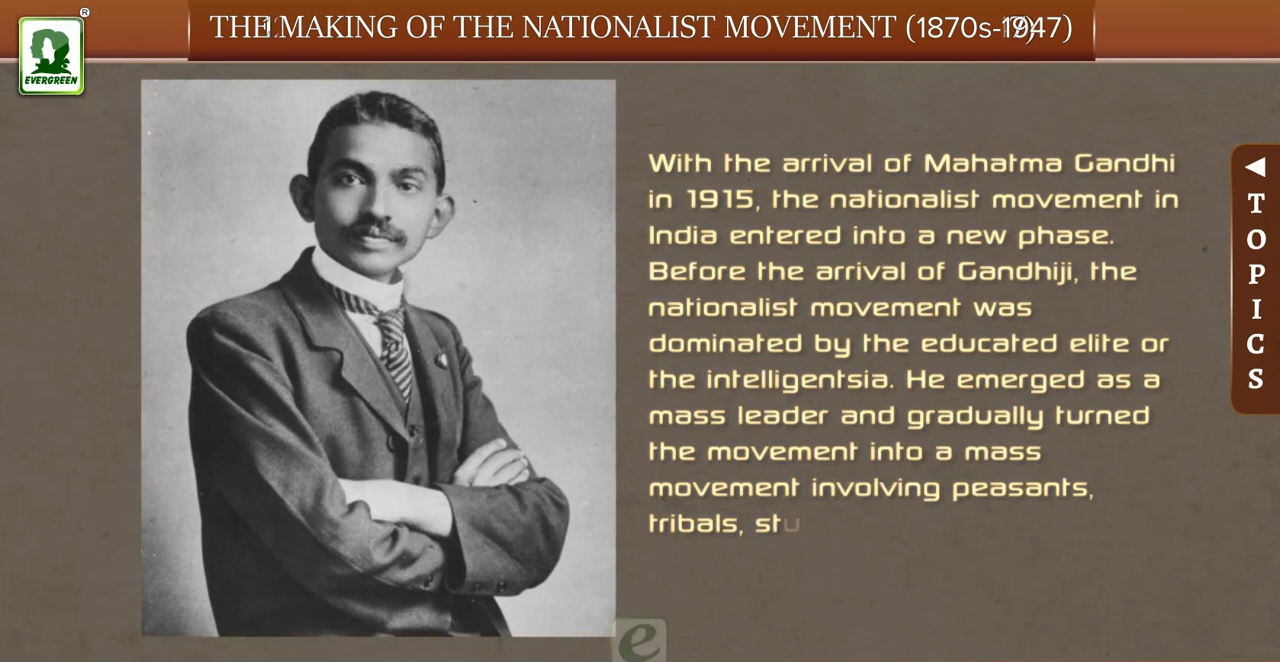 THE MAKING OF THE NATIONALIST MOVEMENT (1870s-1947)
®
EVERGREEN
With the arrival of Mahatma Gandhi
in 1915, the nationalist movement in
India entered into a new phase.
Before the arrival of Gandhiji, the
nationalist movement was
dominated by the educated elite or
the intelligentsia. He emerged as a
mass leader and gradually turned
the movement into a mass
movement involving peasants,
tribals, stu
TOPICS
e